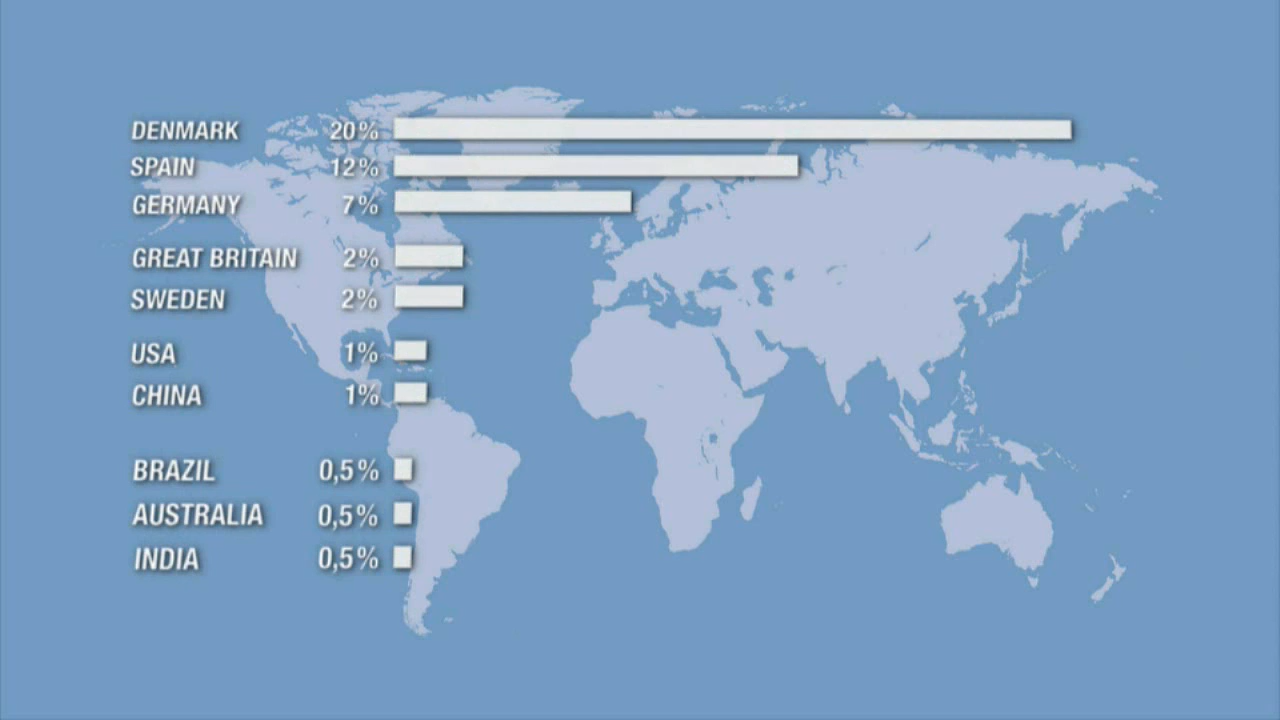 DENMARK 20%
SPAIN 12%
GERMANY 7%
GREAT BRITAIN 2%
SWEDEN 2%
USA 1%
CHINA 1%
BRAZIL 0,5%
AUSTRALIA 0,5%
INDIA 0,5%